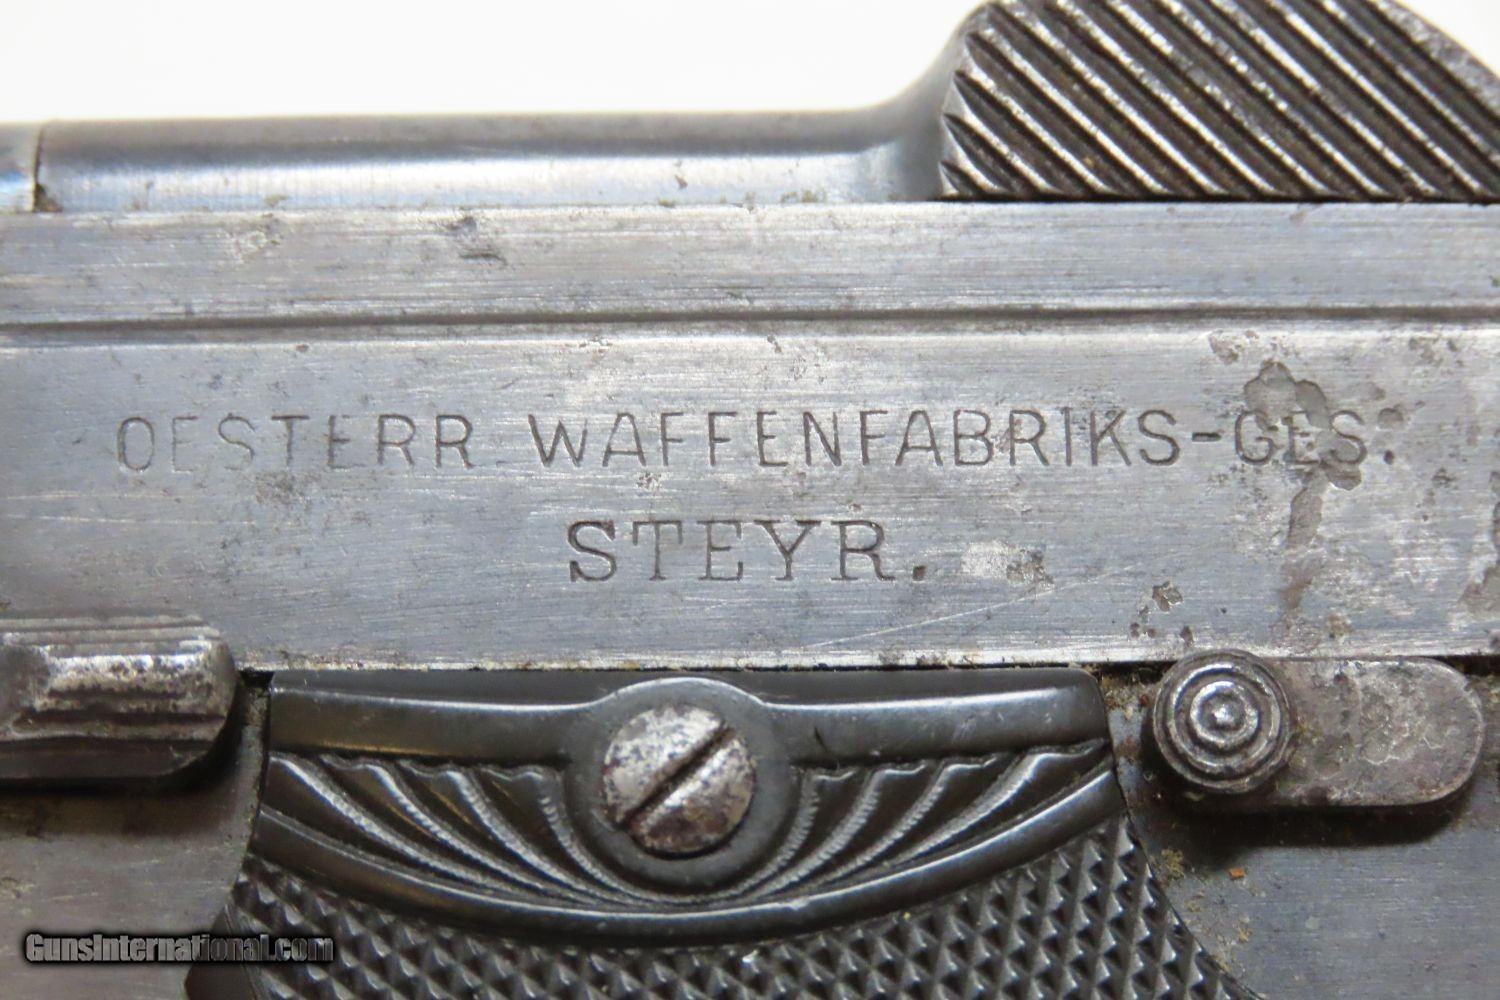 OESTERR. WAFFENFABRIKS-GES.
STEYR.
GunsInternational.com